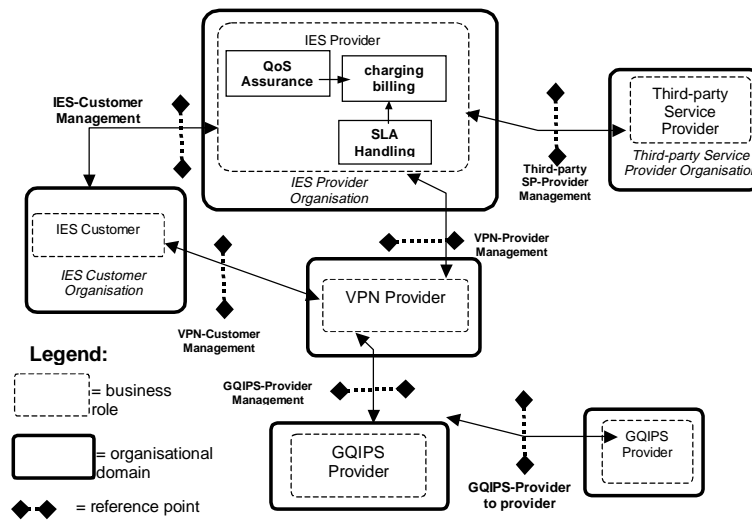 IES Provider
QoS
Assurance
charging
billing
SLA
Handling
IES Provider
Organisation
IES-Customer
Management
Third-party
Service
Provider
Third-party Service
Provider Organisation
Third-party
SP-Provider
Management
IES Customer
IES Customer
Organisation
VPN-Provider
Management
VPN Provider
VPN-Customer
Management
Legend:
= business
role
= organisational
domain
= reference point
GQIPS-Provider
Management
GQIPS
Provider
GQIPS
Provider
GQIPS-Provider
to provider